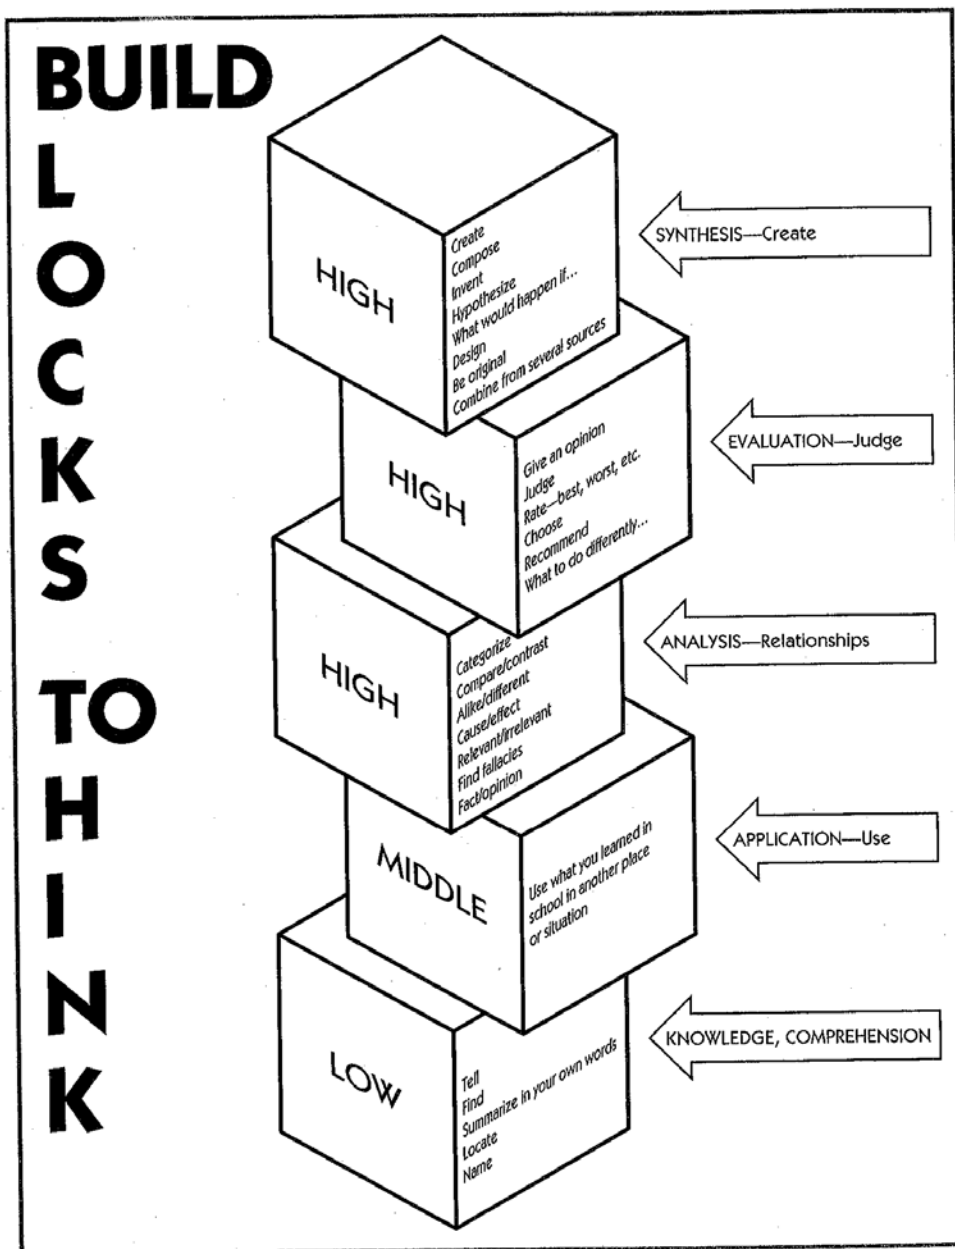 BUILD
L
O
C
K
S
TO
H
I
N
K
HIGH
Create
Compose
Invent
Hypothesize
What would happen if...
Design
Be original
Combine from several sources
SYNTHESIS—Create
HIGH
Give an opinion
Judge
Rate—best, worst, etc.
Choose
Recommend
What to do differently...
EVALUATION—Judge
HIGH
Categorize
Compare/contrast
Alike/different
Cause/effect
Relevant/irrelevant
Find fallacies
Fact/opinion
ANALYSIS—Relationships
MIDDLE
Use what you learned in
school in another place
or situation
APPLICATION—Use
LOW
Tell
Find
Summarize in your own words
Locate
Name
KNOWLEDGE, COMPREHENSION